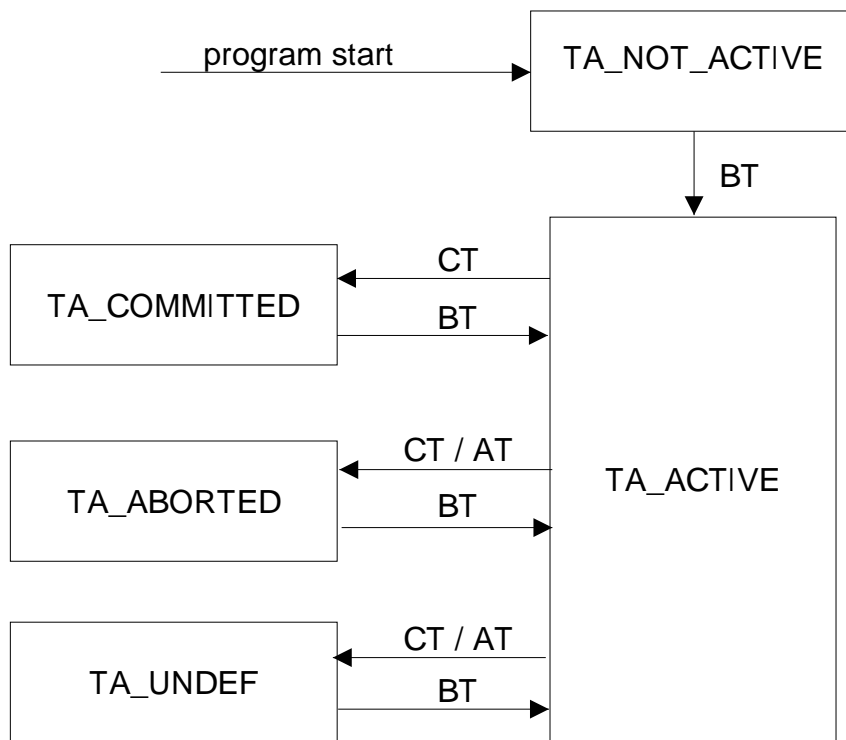 program start
TA_NOT_ACTIVE
BT
CT
TA_COMMITTED
BT
CT / AT
TA_ABORTED
BT
TA_ACTIVE
CT / AT
TA_UNDEF
BT